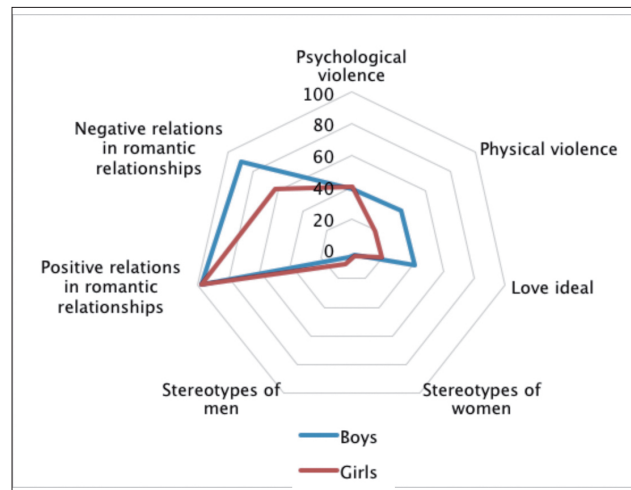 Psychological
violence
100
80
60
40
20
0
Negative relations
in romantic
relationships
Physical violence
Positive relations
in romantic
relationships
Love ideal
Stereotypes of
men
Stereotypes of
women
Boys
Girls